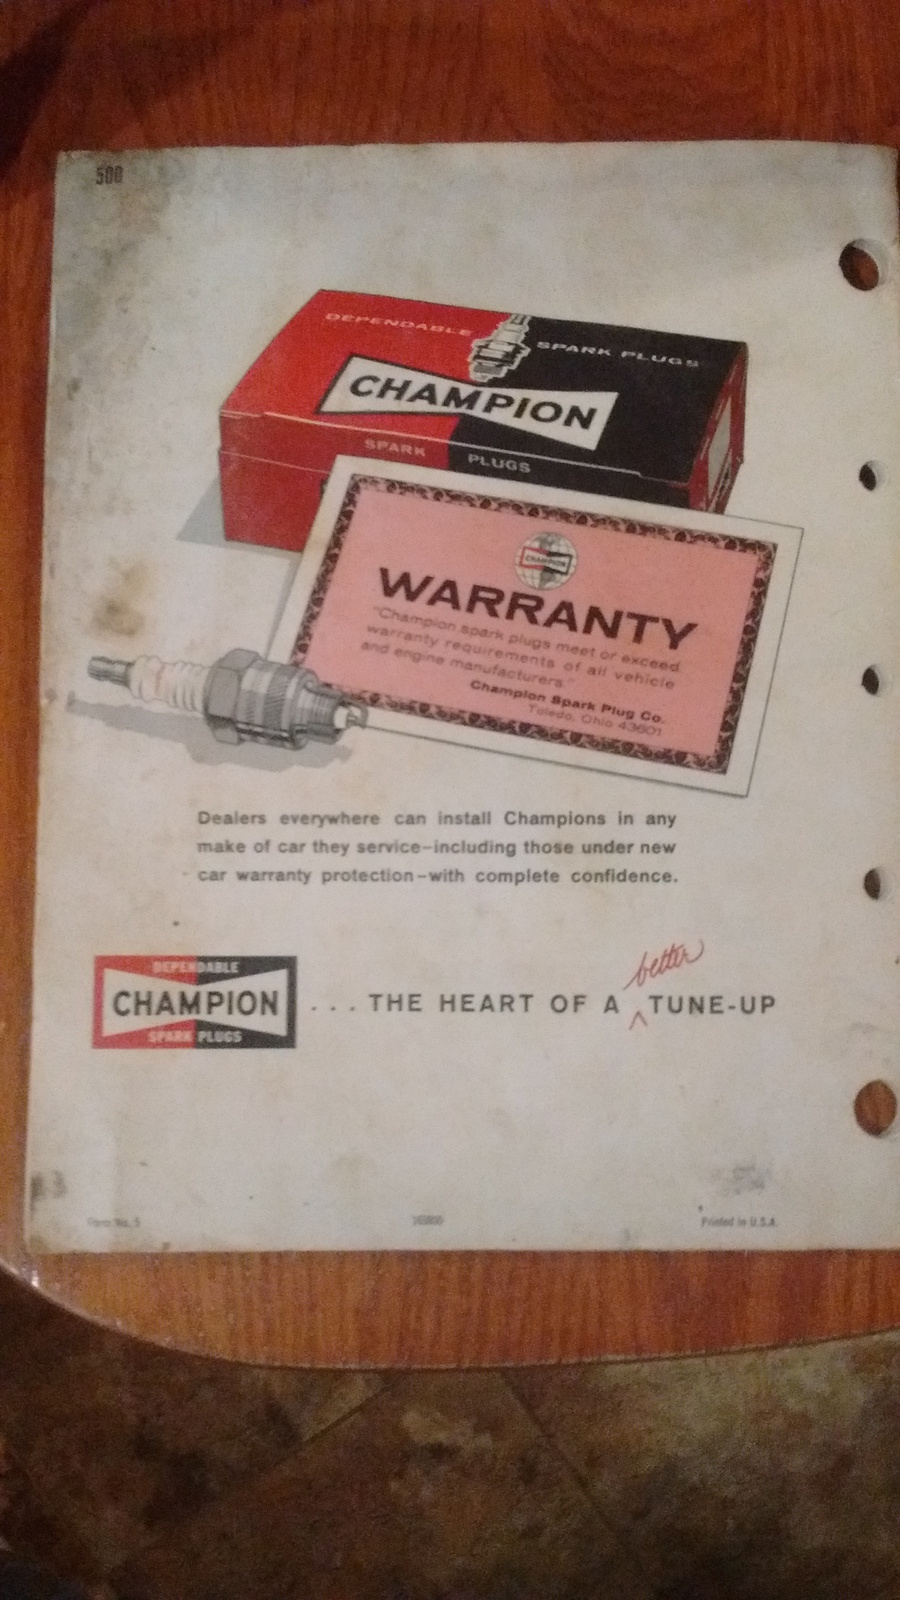 500
DEPENDABLE SPARK PLUGS
CHAMPION
SPARK PLUGS
CHAMPION
WARRANTY
"Champion spark plugs meet or exceed
warranty requirements of all vehicle
and engine manufacturers."
Champion Spark Plug Co.
Toledo, Ohio 43601
Dealers everywhere can install Champions in any
make of car they service—including those under new
car warranty protection—with complete confidence.
DEPENDABLE
CHAMPION
SPARK PLUGS
... THE HEART OF A better TUNE-UP
Form No. 5
Printed in U.S.A.